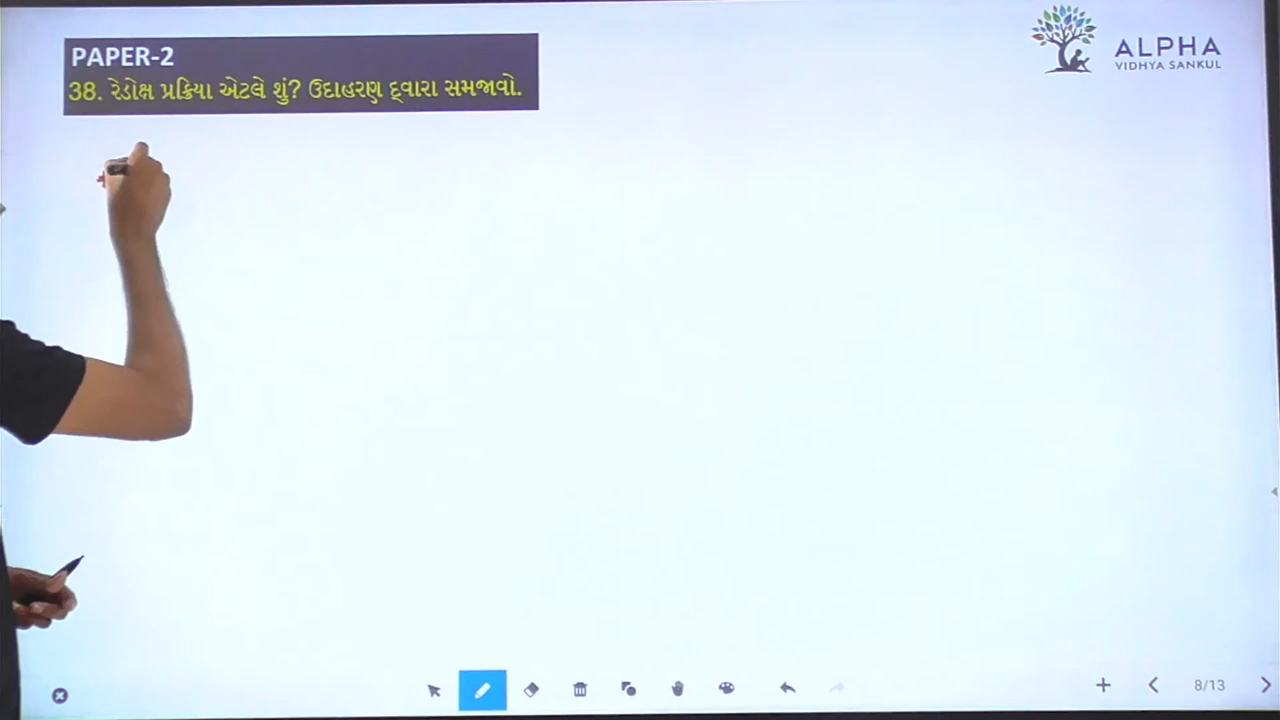 PAPER-2
38. રેડોક્ષ પ્રક્રિયા એટલે શું? ઉદાહરણ દ્વારા સમજાવો.
ALPHA
VIDHYA SANKUL
8/13